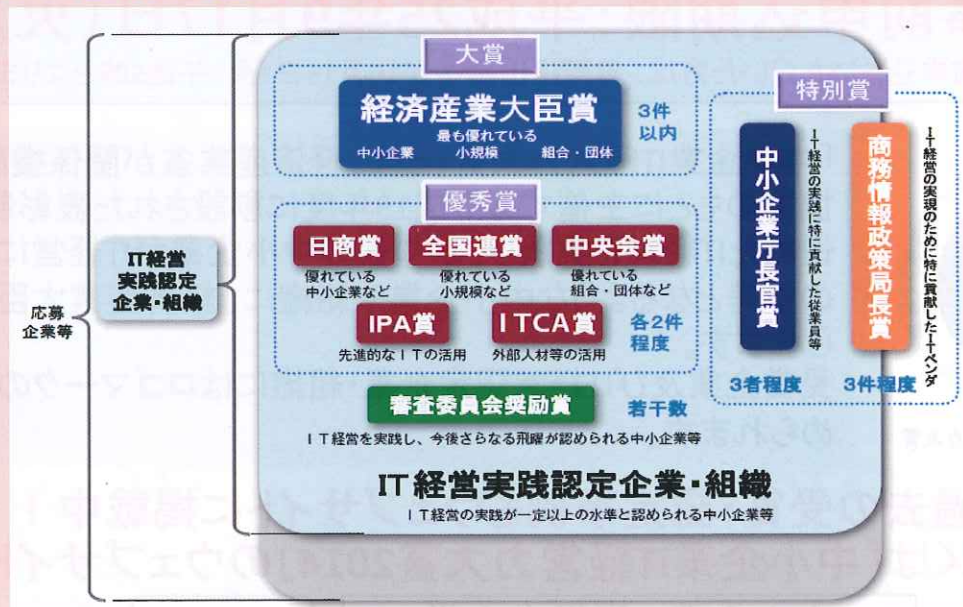 大賞
経済産業大臣賞
最も優れている
中小企業 小規模 組合・団体
3件
以内
優秀賞
日商賞
優れている
中小企業など
全国連賞
優れている
小規模など
中央会賞
優れている
組合・団体など
IPA賞
先進的なITの活用
ITCA賞
外部人材等の活用
各2件
程度
審査委員会奨励賞
若干数
IT経営を実践し、今後さらなる飛躍が認められる中小企業等
IT経営実践認定企業・組織
IT経営の実践が一定以上の水準と認められる中小企業等
特別賞
中小企業庁長官賞
IT経営の実践に特に貢献した従業員等
3者程度
商務情報政策局長賞
IT経営の実現のために特に貢献したITベンダ
3件程度
IT経営
実践認定
企業・組織
応募
企業等